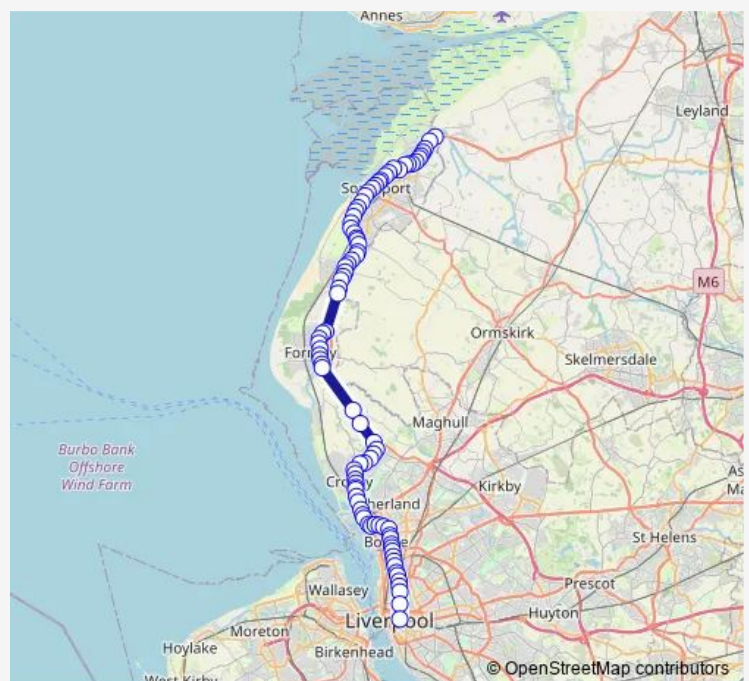 Annes
Leyland
M6
Ormskirk
Skelmersdale
Maghull
Burbo Bank
Offshore
Wind Farm
Kirkby
St Helens
Prescot
Wallasey
Huyton
Liverpool
Moreton
Birkenhead
Hoylake
© OpenStreetMap contributors